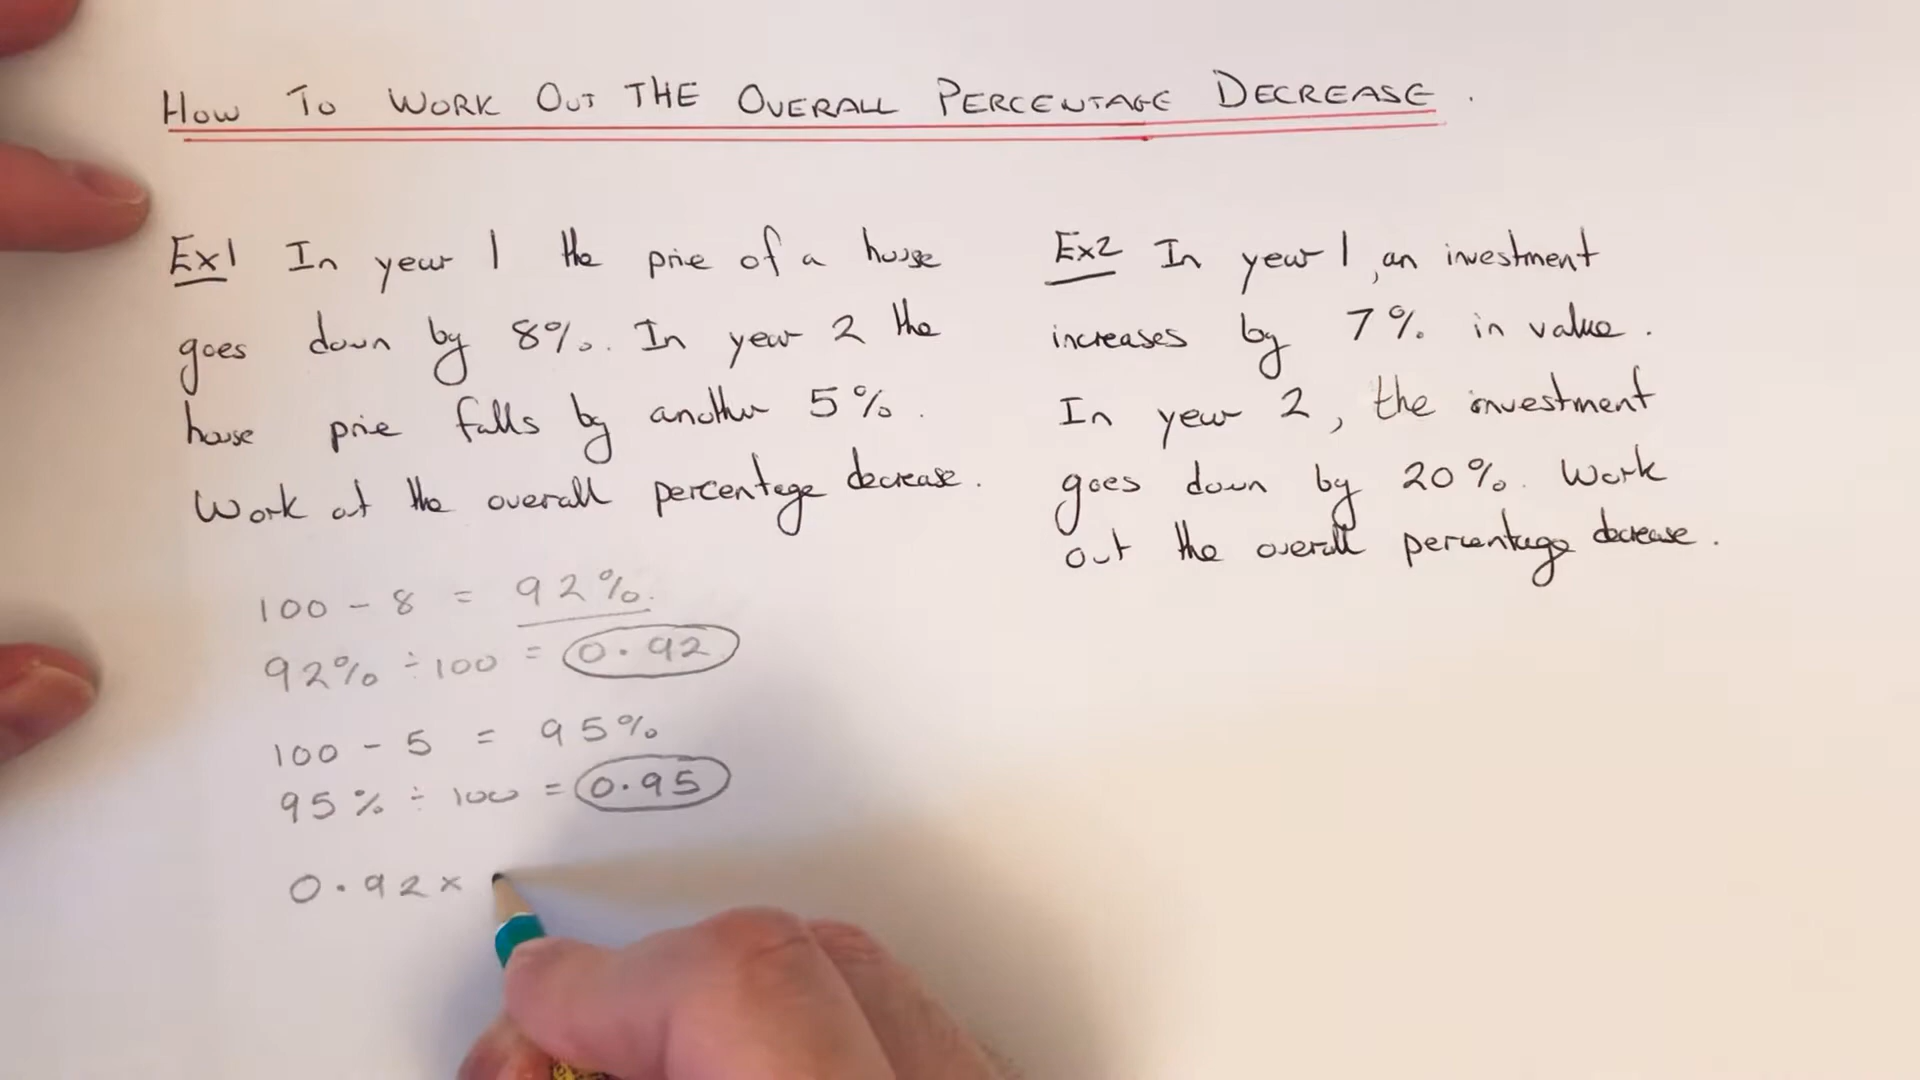 HOW TO WORK OUT THE OVERALL PERCENTAGE DECREASE.
Ex1 In year 1 the price of a house
goes down by 8%. In year 2 the
house price falls by another 5%.
Work out the overall percentage decrease.
100 - 8 = 92%.
92% ÷ 100 = 0.92
100 - 5 = 95%
95% ÷ 100 = 0.95
0.92 ×
Ex2 In year 1, an investment
increases by 7% in value.
In year 2, the investment
goes down by 20%. Work
out the overall percentage decrease.